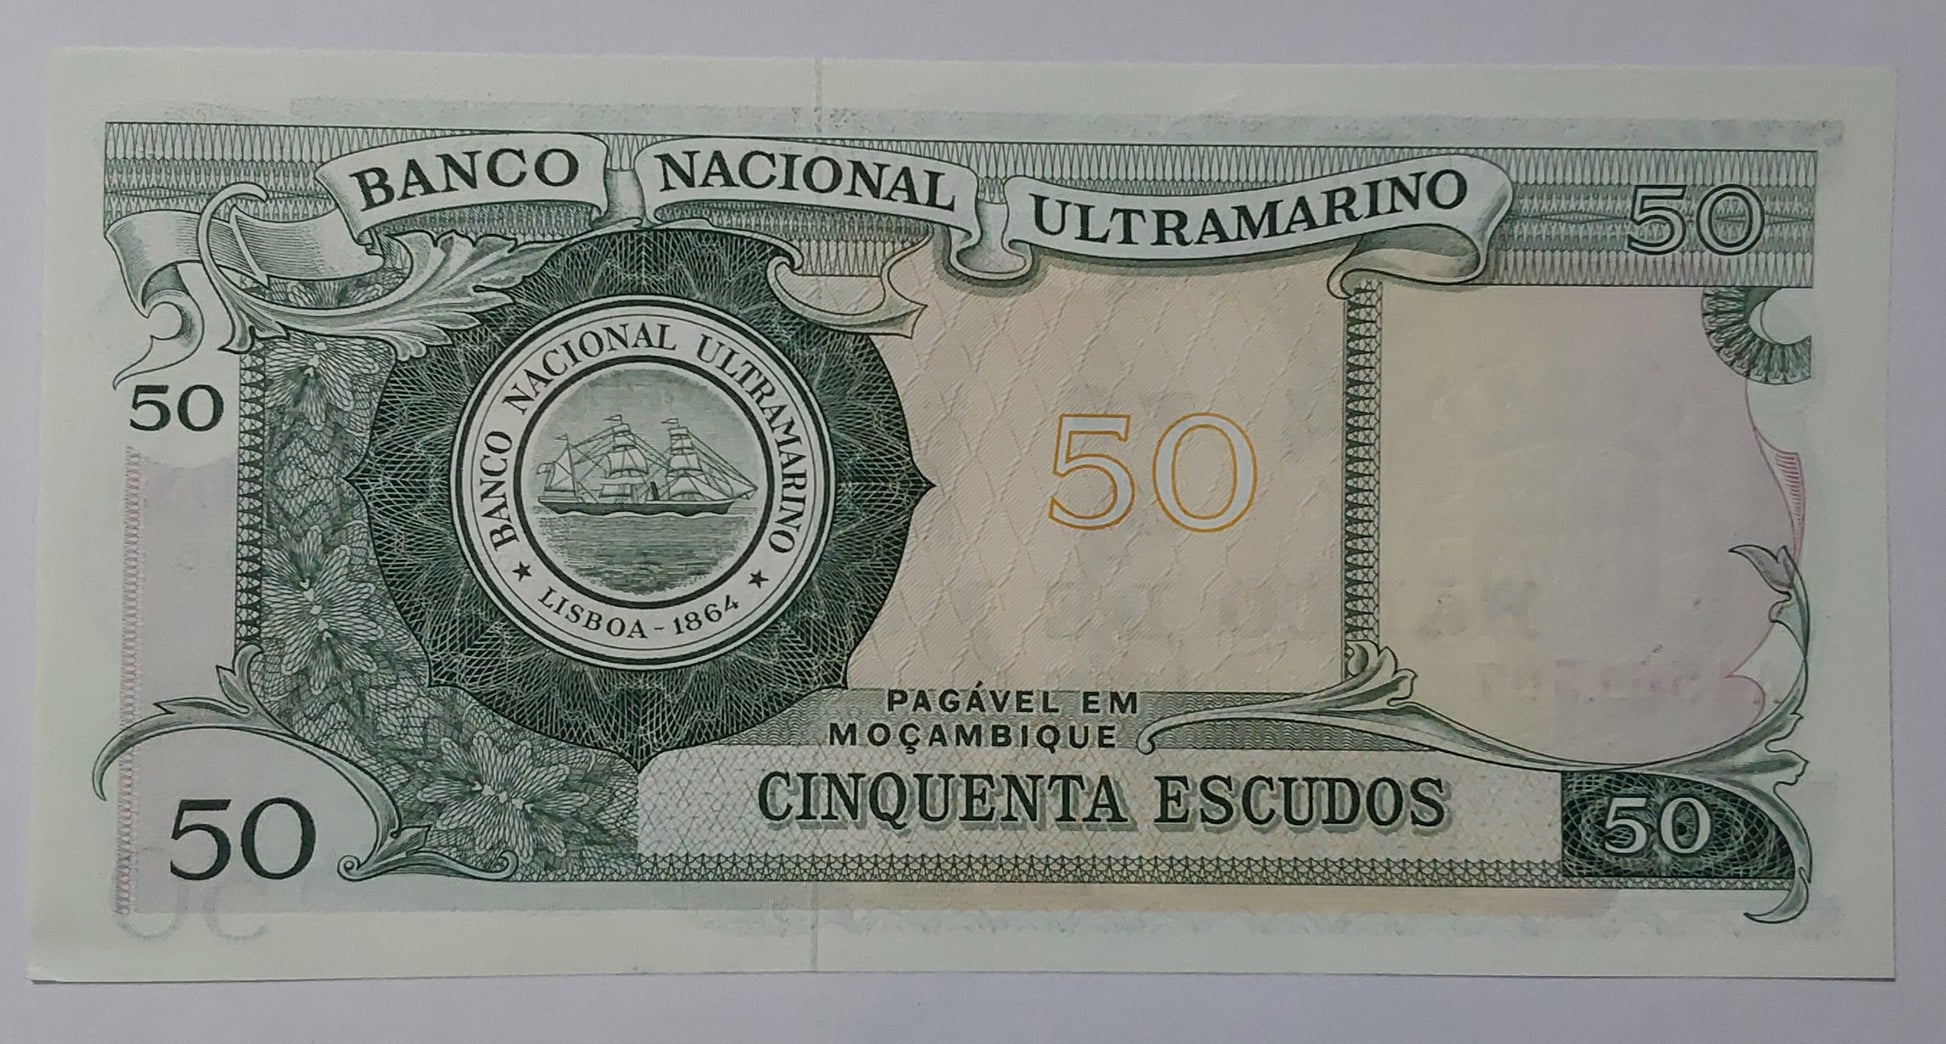 BANCO NACIONAL ULTRAMARINO
50
50
BANCO NACIONAL ULTRAMARINO
LISBOA - 1864
50
PAGÁVEL EM
MOÇAMBIQUE
CINQUENTA ESCUDOS
50
50